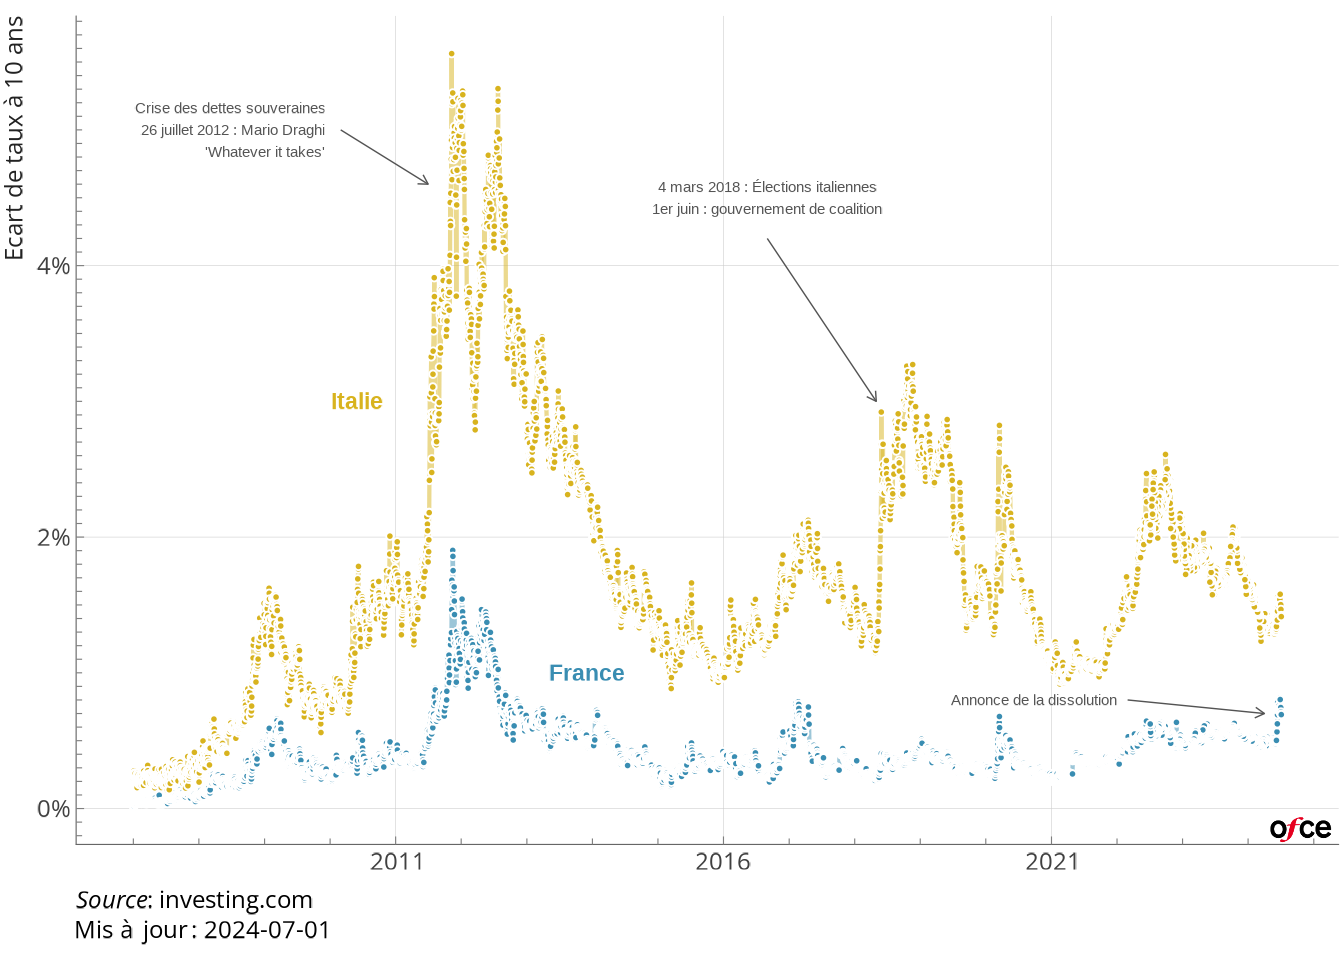 Ecart de taux à 10 ans
Crise des dettes souveraines
26 juillet 2012 : Mario Draghi
'Whatever it takes'
4 mars 2018 : Élections italiennes
1er juin : gouvernement de coalition
4%
Italie
2%
France
Annonce de la dissolution
0%
ofce
2011
2016
2021
Source: investing.com
Mis à jour : 2024-07-01